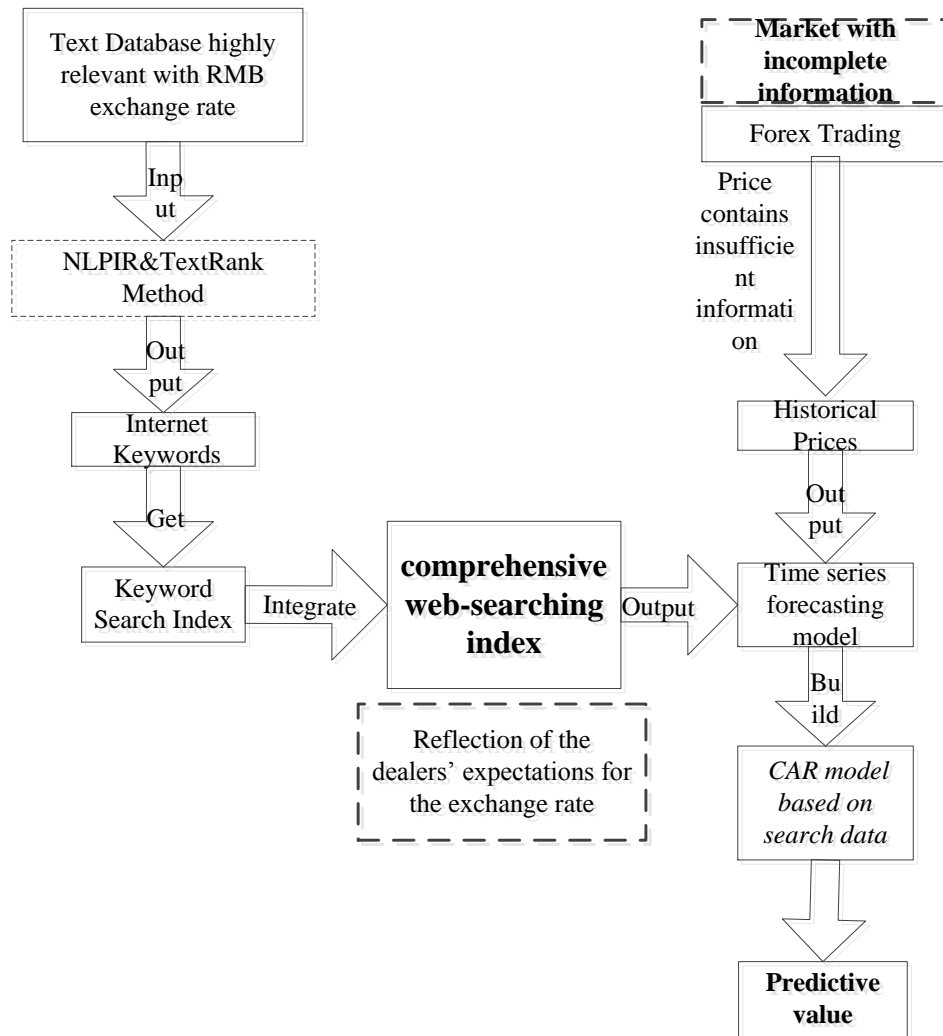 Text Database highly
relevant with RMB
exchange rate
Inp
ut
NLPIR&TextRank
Method
Out
put
Internet
Keywords
Get
Keyword
Search Index
Integrate
comprehensive
web-searching
index
Output
Reflection of the
dealers’ expectations for
the exchange rate
Market with
incomplete
information
Forex Trading
Price
contains
insufficie
nt
informati
on
Historical
Prices
Out
put
Time series
forecasting
model
Bu
ild
CAR model
based on
search data
Predictive
value